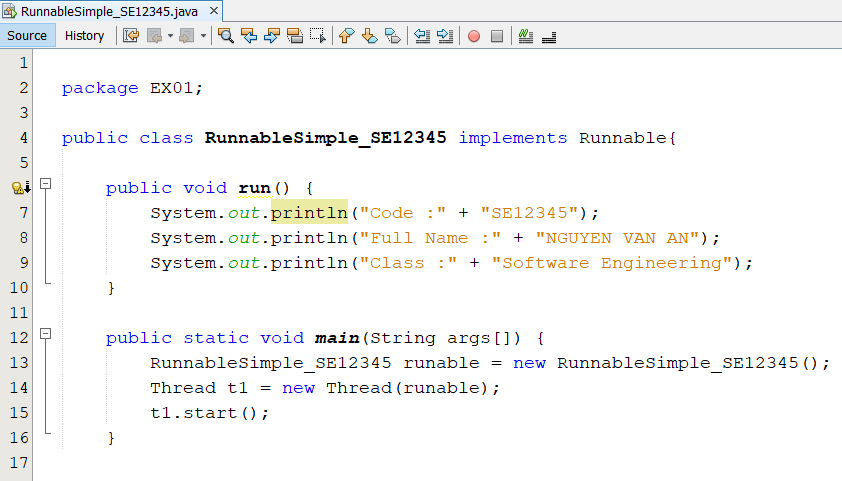 RunnableSimple_SE12345.java
Source History
1
2 package EX01;
3
4 public class RunnableSimple_SE12345 implements Runnable{
5
public void run() {
7 System.out.println("Code :" + "SE12345");
8 System.out.println("Full Name :" + "NGUYEN VAN AN");
9 System.out.println("Class :" + "Software Engineering");
10 }
11
12 public static void main(String args[]) {
13 RunnableSimple_SE12345 runable = new RunnableSimple_SE12345();
14 Thread t1 = new Thread(runable);
15 t1.start();
16 }
17